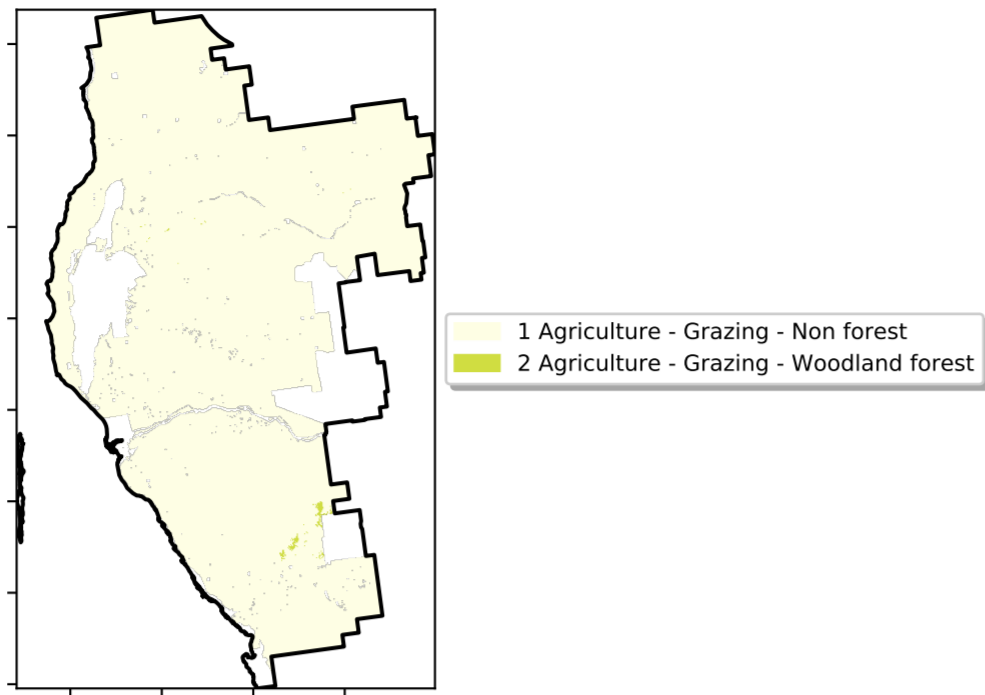 1 Agriculture - Grazing - Non forest
2 Agriculture - Grazing - Woodland forest